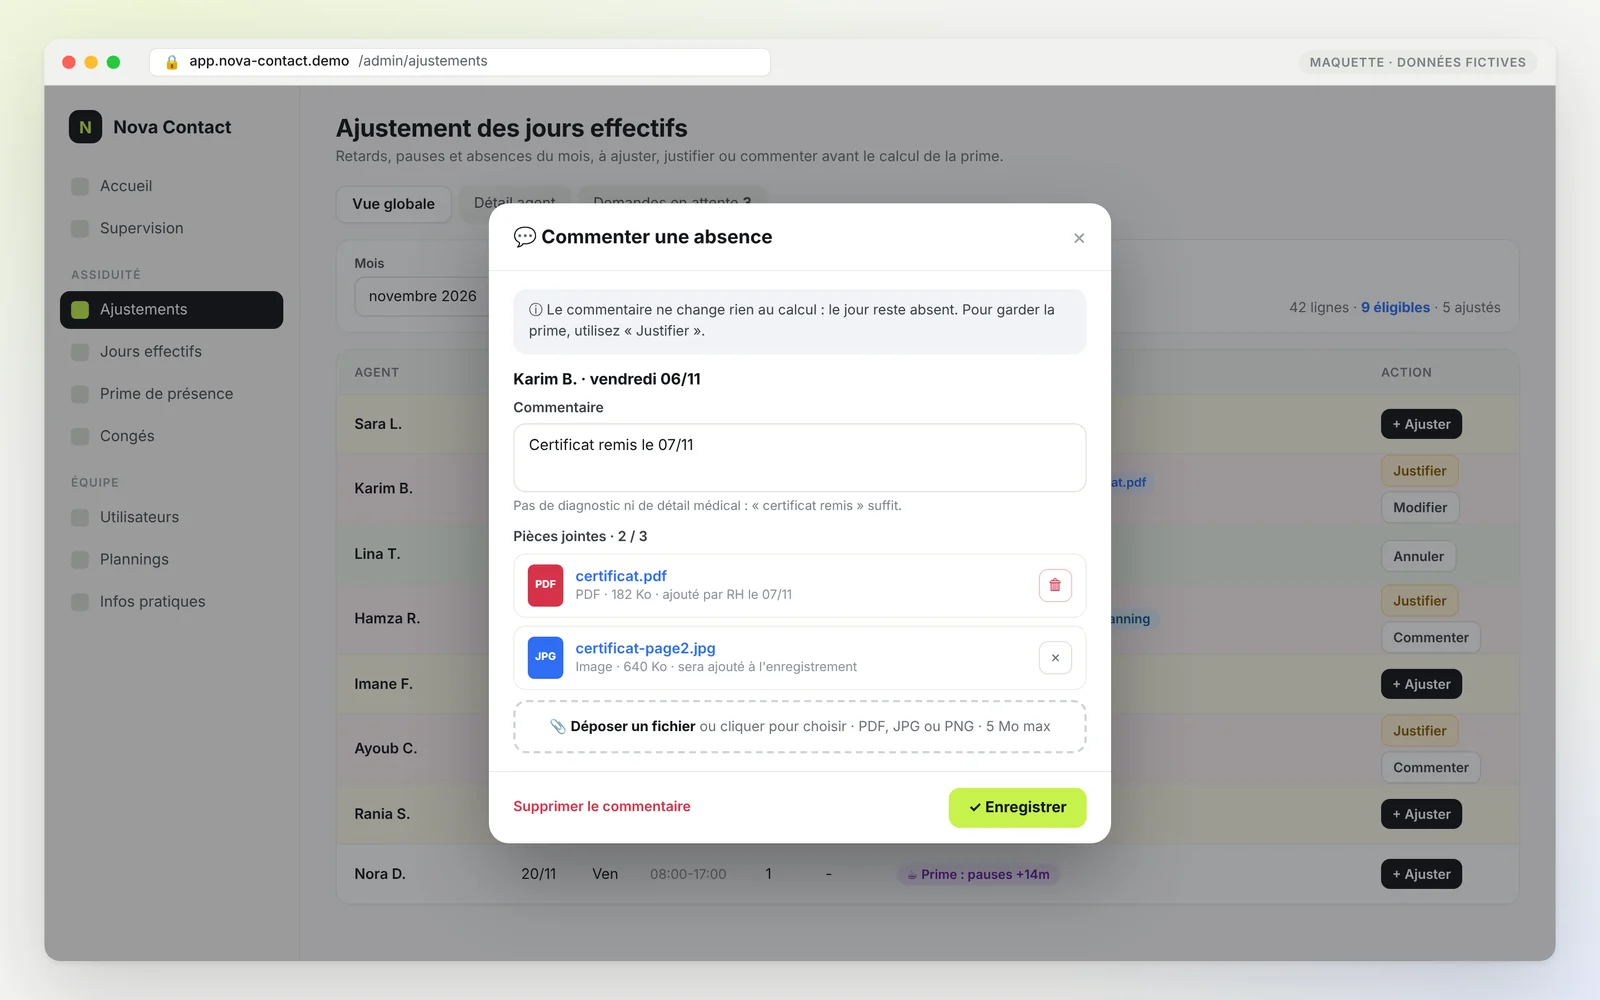 app.nova-contact.demo /admin/ajustements
MAQUETTE · DONNÉES FICTIVES
N Nova Contact
Accueil
Supervision
ASSIDUITÉ
Ajustements
Jours effectifs
Prime de présence
Congés
ÉQUIPE
Utilisateurs
Plannings
Infos pratiques
Ajustement des jours effectifs
Retards, pauses et absences du mois, à ajuster, justifier ou commenter avant le calcul de la prime.
Vue globale
Détail agent
Demandes en attente 3
Mois
novembre 2026
42 lignes · 9 éligibles · 5 ajustés
AGENT
ACTION
Sara L.
+ Ajuster
Karim B.
at.pdf
Justifier
Modifier
Lina T.
Annuler
Hamza R.
anning
Justifier
Commenter
Imane F.
+ Ajuster
Ayoub C.
Justifier
Commenter
Rania S.
+ Ajuster
Nora D. 20/11 Ven 08:00-17:00 1 - Prime : pauses +14m + Ajuster
💬 Commenter une absence ×
ⓘ Le commentaire ne change rien au calcul : le jour reste absent. Pour garder la
prime, utilisez « Justifier ».
Karim B. · vendredi 06/11
Commentaire
Certificat remis le 07/11
Pas de diagnostic ni de détail médical : « certificat remis » suffit.
Pièces jointes · 2 / 3
PDF
certificat.pdf
PDF · 182 Ko · ajouté par RH le 07/11
JPG
certificat-page2.jpg
Image · 640 Ko · sera ajouté à l'enregistrement
×
📎 Déposer un fichier ou cliquer pour choisir · PDF, JPG ou PNG · 5 Mo max
Supprimer le commentaire
✓ Enregistrer